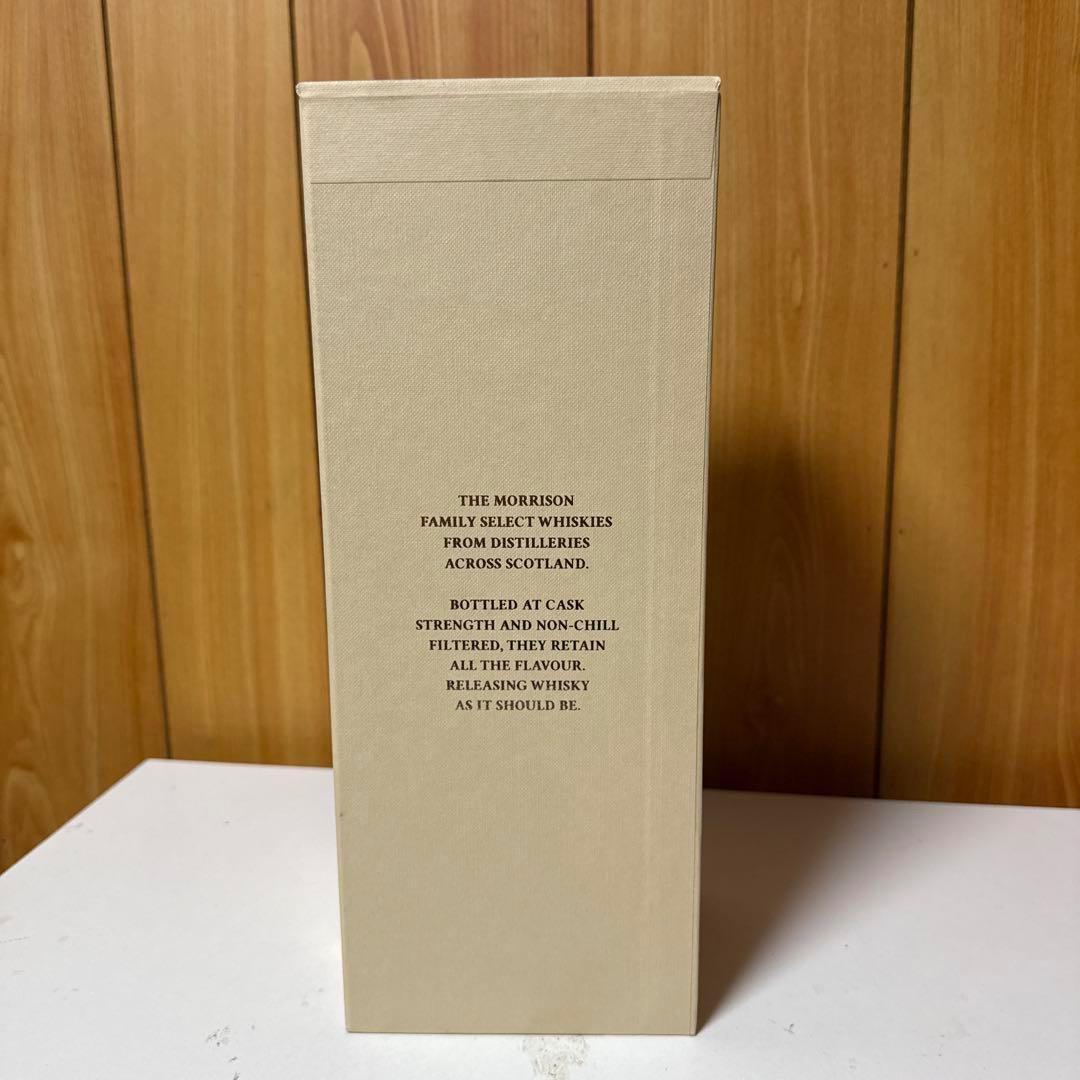 THE MORRISON
FAMILY SELECT WHISKIES
FROM DISTILLERIES
ACROSS SCOTLAND.
BOTTLED AT CASK
STRENGTH AND NON-CHILL
FILTERED, THEY RETAIN
ALL THE FLAVOUR.
RELEASING WHISKY
AS IT SHOULD BE.